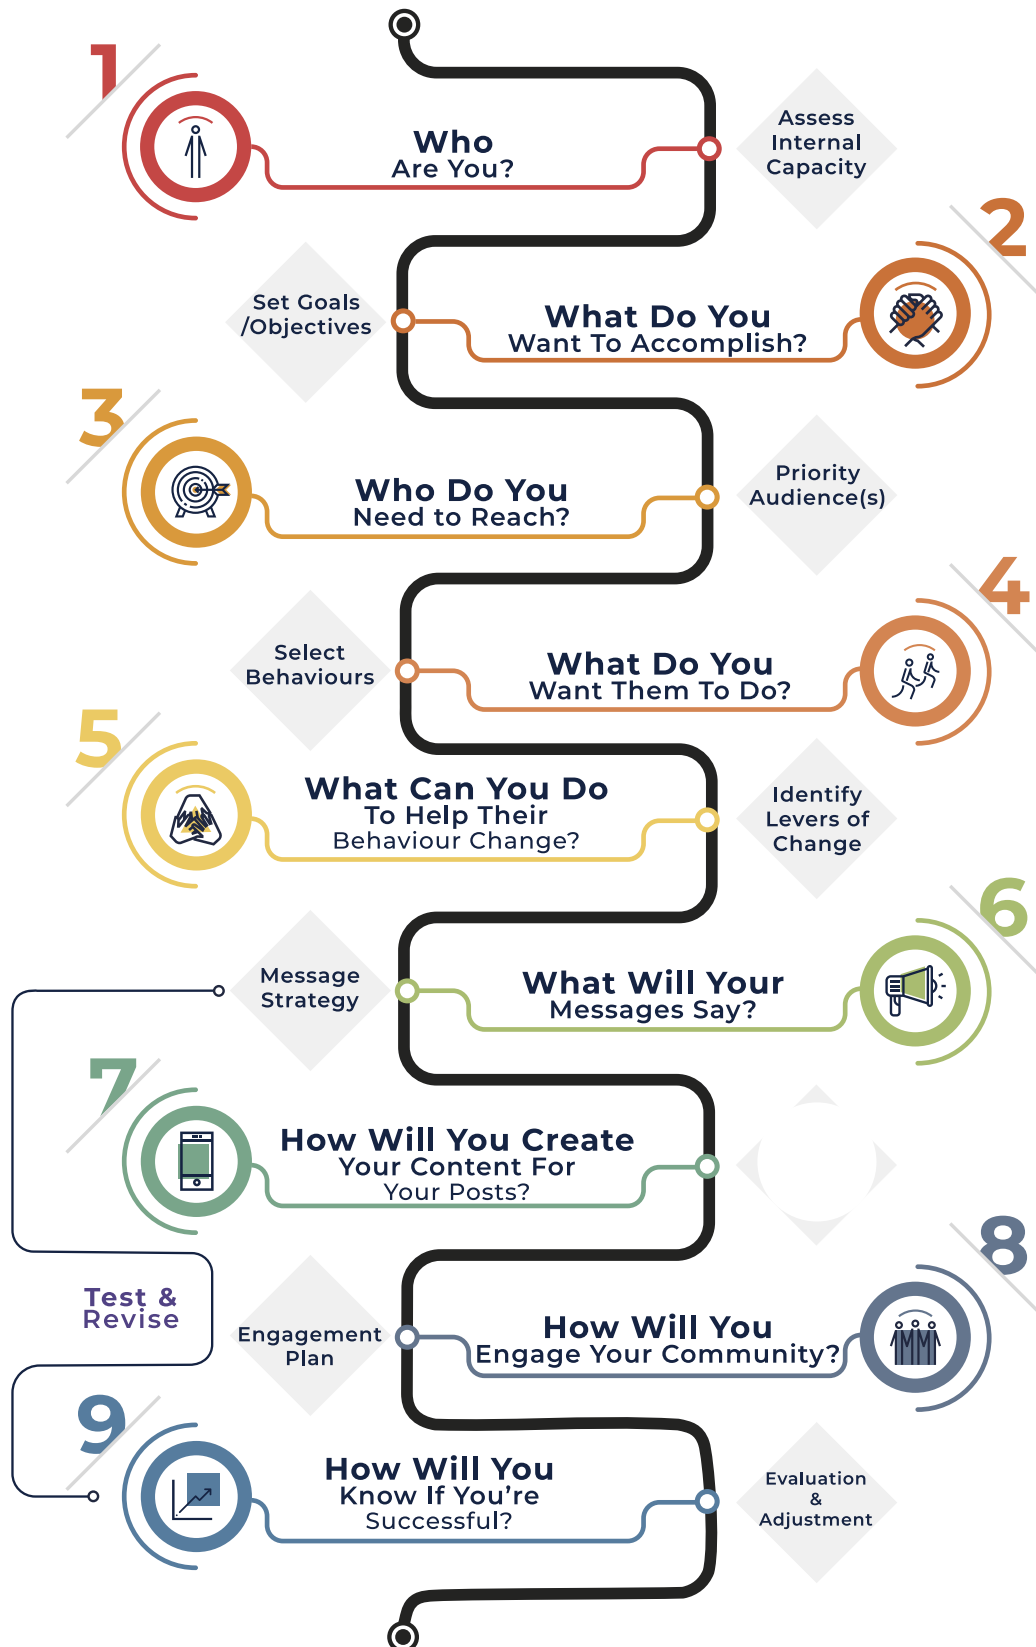 1
Who
Are You?
Assess
Internal
Capacity
2
Set Goals
/Objectives
What Do You
Want To Accomplish?
3
Who Do You
Need to Reach?
Priority
Audience(s)
4
Select
Behaviours
What Do You
Want Them To Do?
5
What Can You Do
To Help Their
Behaviour Change?
Identify
Levers of
Change
6
Message
Strategy
What Will Your
Messages Say?
7
How Will You Create
Your Content For
Your Posts?
8
Test &
Revise
Engagement
Plan
How Will You
Engage Your Community?
9
How Will You
Know If You're
Successful?
Evaluation
&
Adjustment